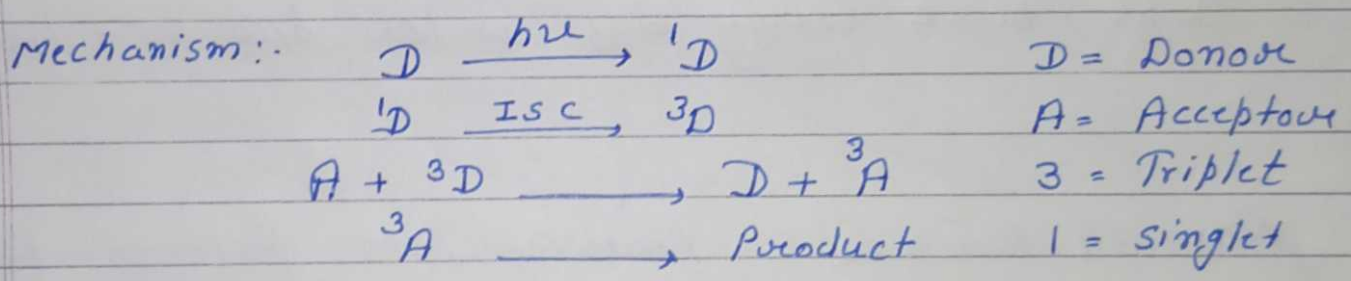 Mechanism:- D hν → ¹D D = Donor
¹D ISC → ³D A = Acceptor
A + ³D → D + ³A 3 = Triplet
³A → Product 1 = singlet